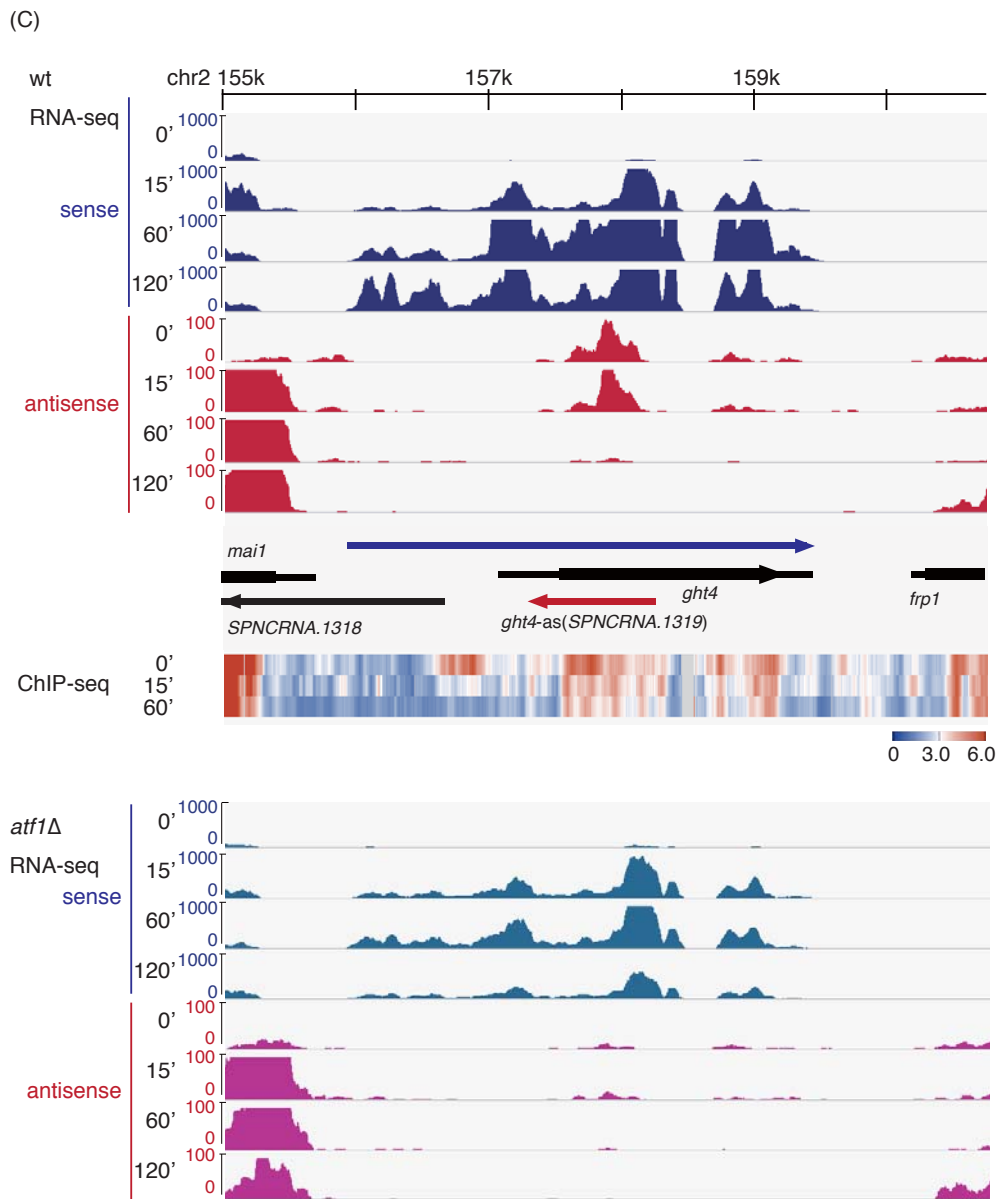 (C)
wt chr2 155k 157k 159k
RNA-seq 0’ 1000
0
15’ 1000
sense 0
60’ 1000
0
120’ 1000
0
0’ 100
0
15’ 100
antisense 0
60’ 100
0
120’ 100
0
mai1
ght4 frp1
SPNCRNA.1318 ght4-as(SPNCRNA.1319)
0’
ChIP-seq 15’
60’
0 3.0 6.0
0’ 1000
atf1Δ 0
RNA-seq 15’ 1000
sense 0
60’ 1000
0
120’ 1000
0
0’ 100
0
15’ 100
antisense 0
60’ 100
0
120’ 100
0